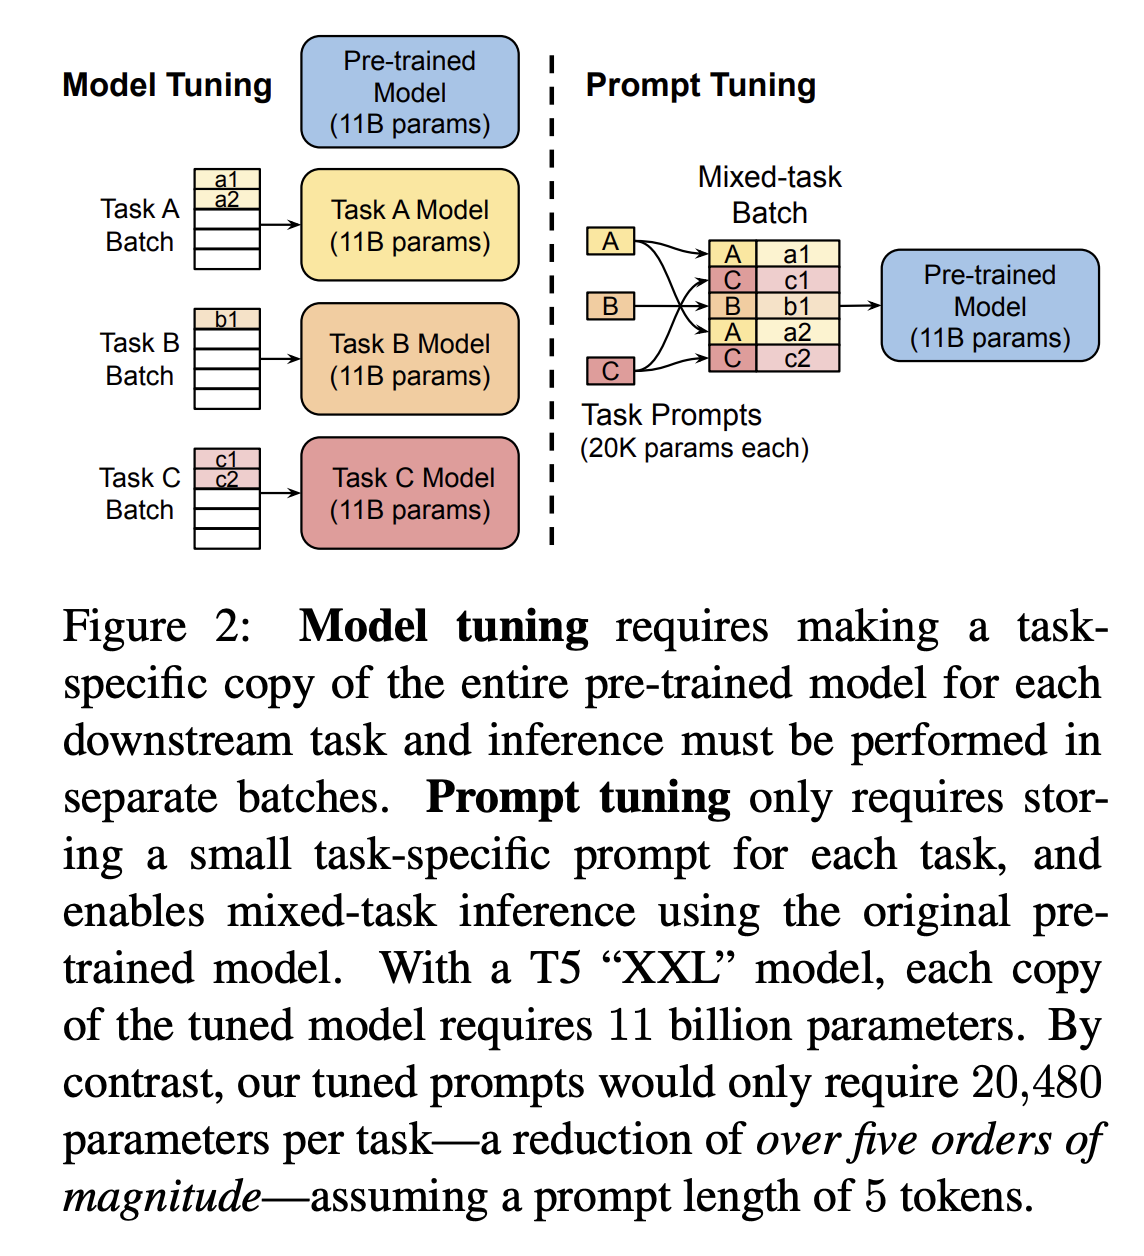 Model Tuning
Pre-trained
Model
(11B params)
Task A
Batch
a1
a2
Task A Model
(11B params)
Task B
Batch
b1
Task B Model
(11B params)
Task C
Batch
c1
c2
Task C Model
(11B params)
Prompt Tuning
Mixed-task
Batch
A
B
C
Task Prompts
(20K params each)
A a1
C c1
B b1
A a2
C c2
Pre-trained
Model
(11B params)
Figure 2: Model tuning requires making a task-
specific copy of the entire pre-trained model for each
downstream task and inference must be performed in
separate batches. Prompt tuning only requires stor-
ing a small task-specific prompt for each task, and
enables mixed-task inference using the original pre-
trained model. With a T5 “XXL” model, each copy
of the tuned model requires 11 billion parameters. By
contrast, our tuned prompts would only require 20,480
parameters per task—a reduction of over five orders of
magnitude—assuming a prompt length of 5 tokens.